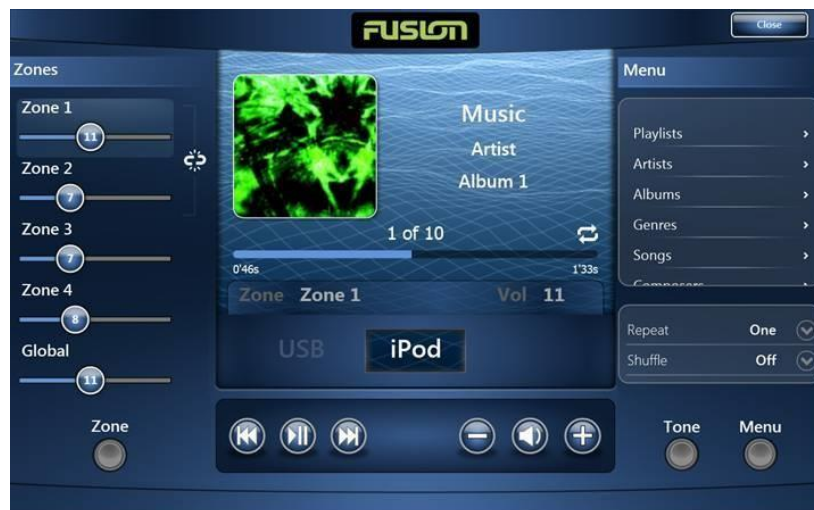 FUSION
Close
Zones
Zone 1
11
Zone 2
7
Zone 3
7
Zone 4
8
Global
11
Zone
Music
Artist
Album 1
1 of 10
0'46s
1'33s
Zone Zone 1 Vol 11
USB iPod
Menu
Playlists
Artists
Albums
Genres
Songs
Composers
Repeat One
Shuffle Off
Tone Menu